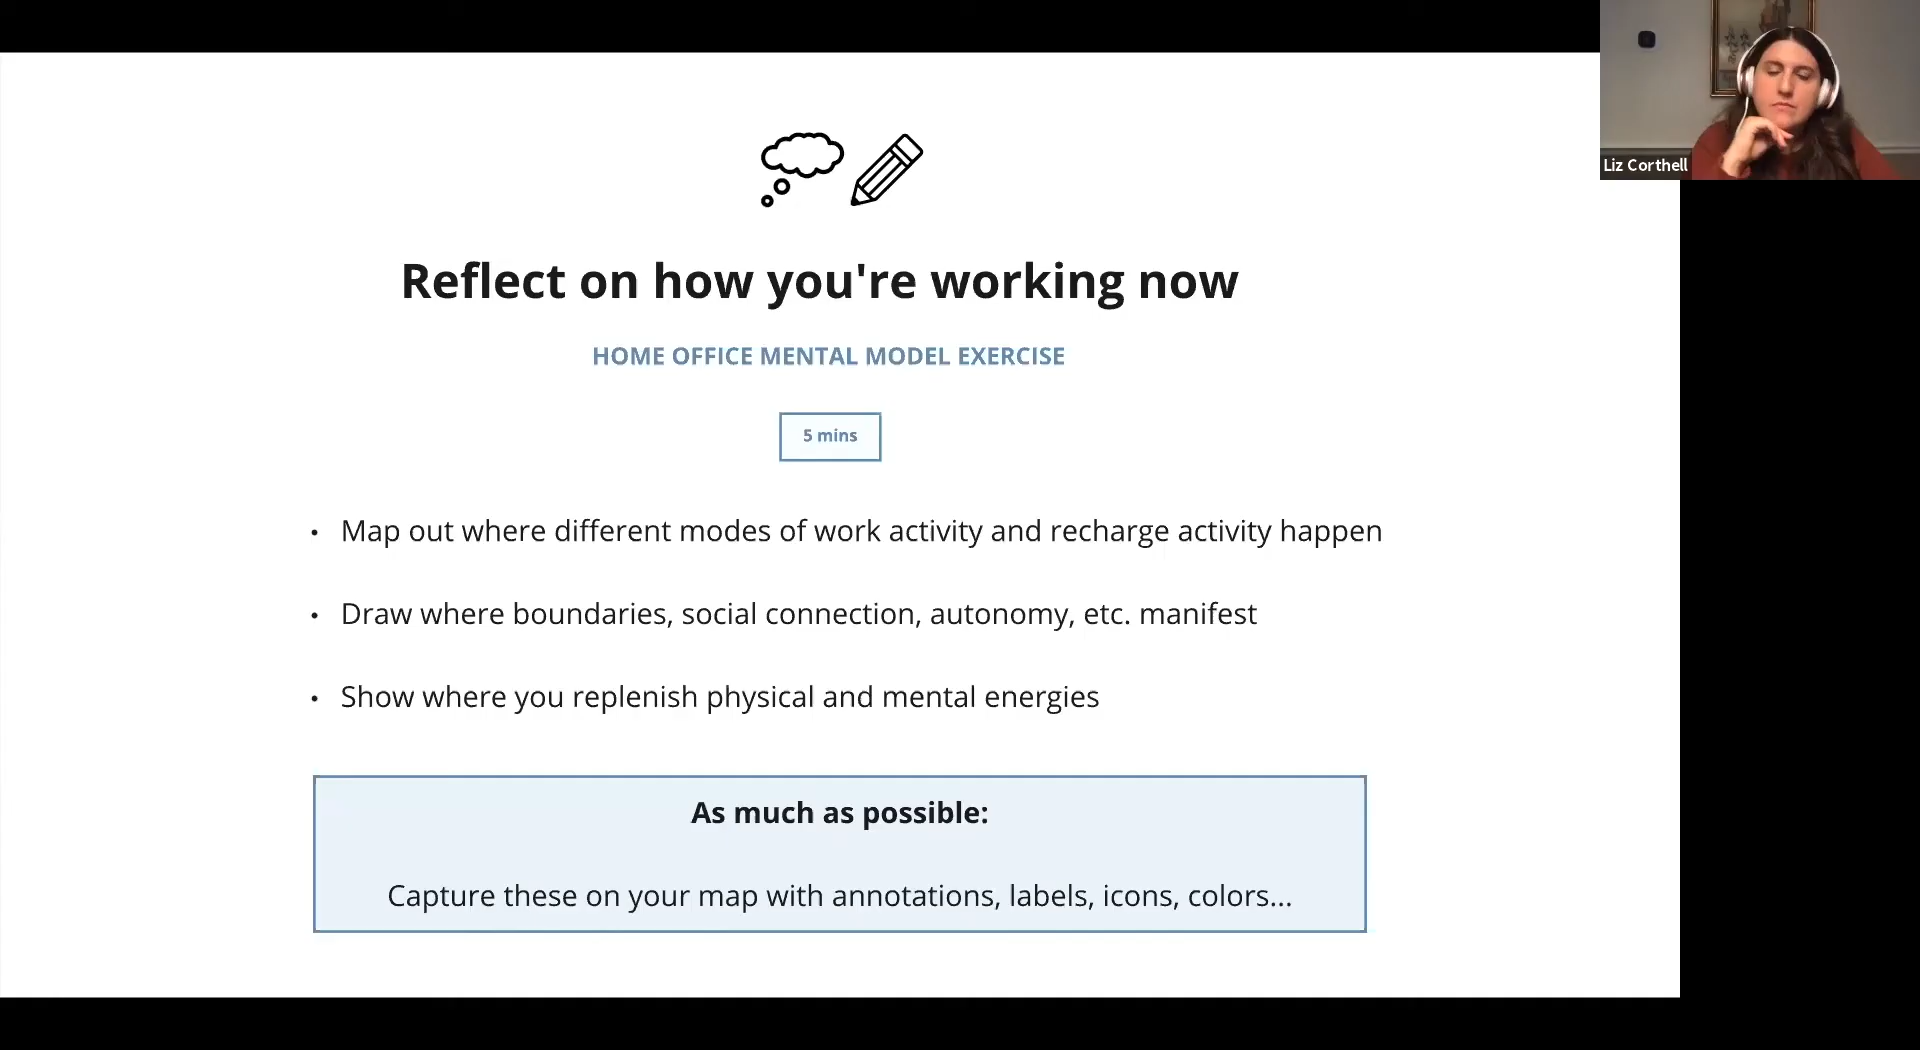 Liz Corthell
Reflect on how you're working now
HOME OFFICE MENTAL MODEL EXERCISE
5 mins
• Map out where different modes of work activity and recharge activity happen
• Draw where boundaries, social connection, autonomy, etc. manifest
• Show where you replenish physical and mental energies
As much as possible:
Capture these on your map with annotations, labels, icons, colors...